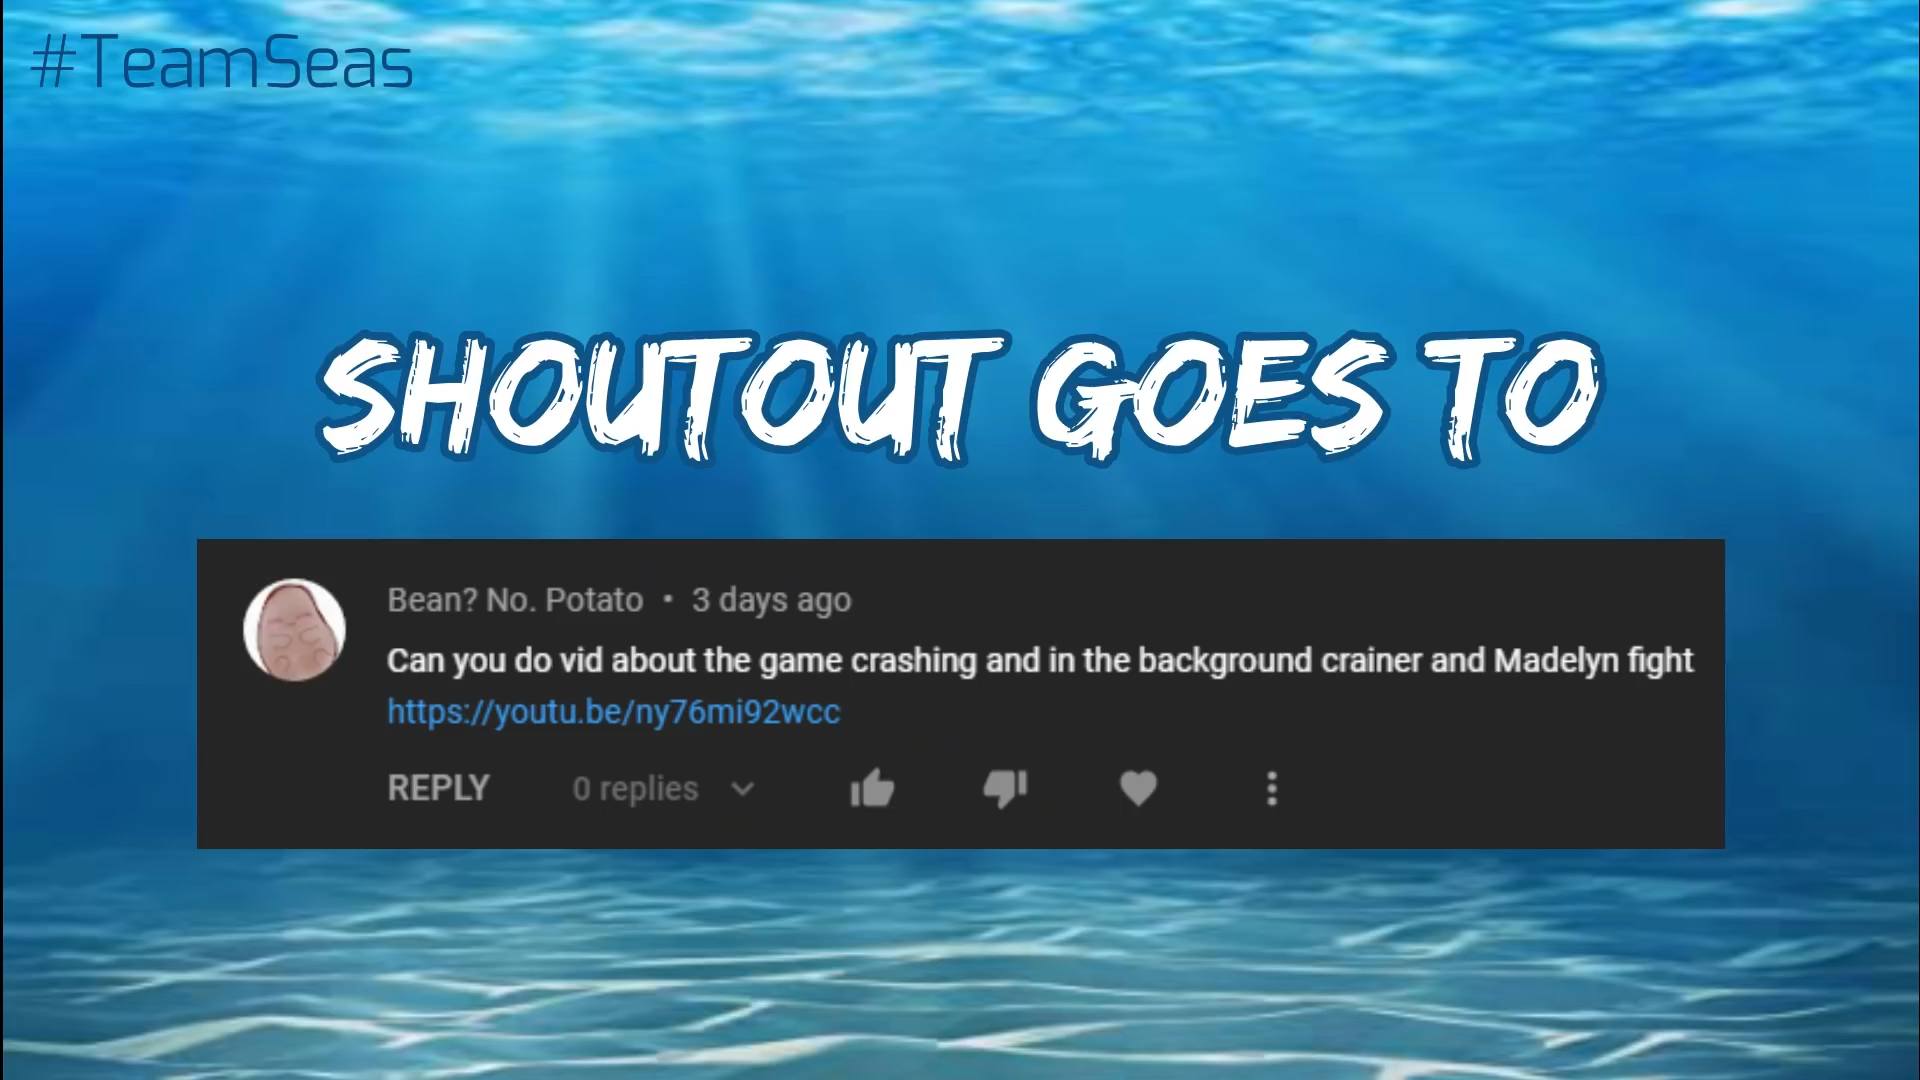 #TeamSeas
SHOUTOUT GOES TO
Bean? No. Potato • 3 days ago
Can you do vid about the game crashing and in the background crainer and Madelyn fight
https://youtu.be/ny76mi92wcc
REPLY 0 replies